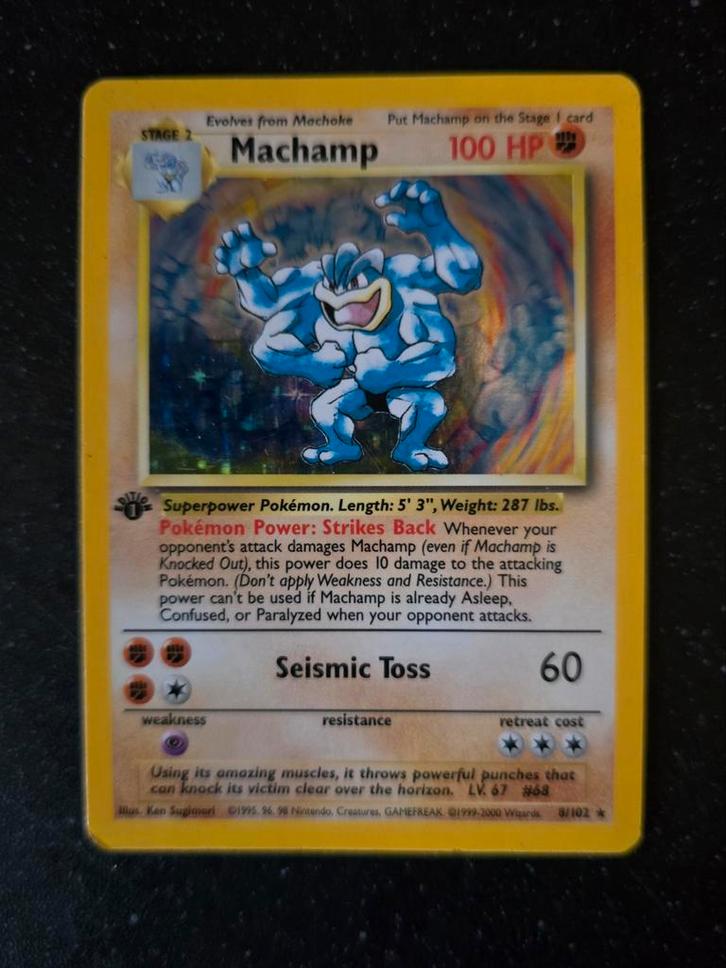 Evolves from Machoke Put Machamp on the Stage 1 card
STAGE 2
Machamp 100 HP
EDITION
1
Superpower Pokémon. Length: 5' 3", Weight: 287 lbs.
Pokémon Power: Strikes Back Whenever your
opponent's attack damages Machamp (even if Machamp is
Knocked Out), this power does 10 damage to the attacking
Pokémon. (Don't apply Weakness and Resistance.) This
power can't be used if Machamp is already Asleep,
Confused, or Paralyzed when your opponent attacks.
Seismic Toss 60
weakness resistance retreat cost
Using its amazing muscles, it throws powerful punches that
can knock its victim clear over the horizon. LV. 67 #68
Illus. Ken Sugimori ©1995, 96, 98 Nintendo, Creatures, GAMEFREAK. ©1999-2000 Wizards. 8/102 ★